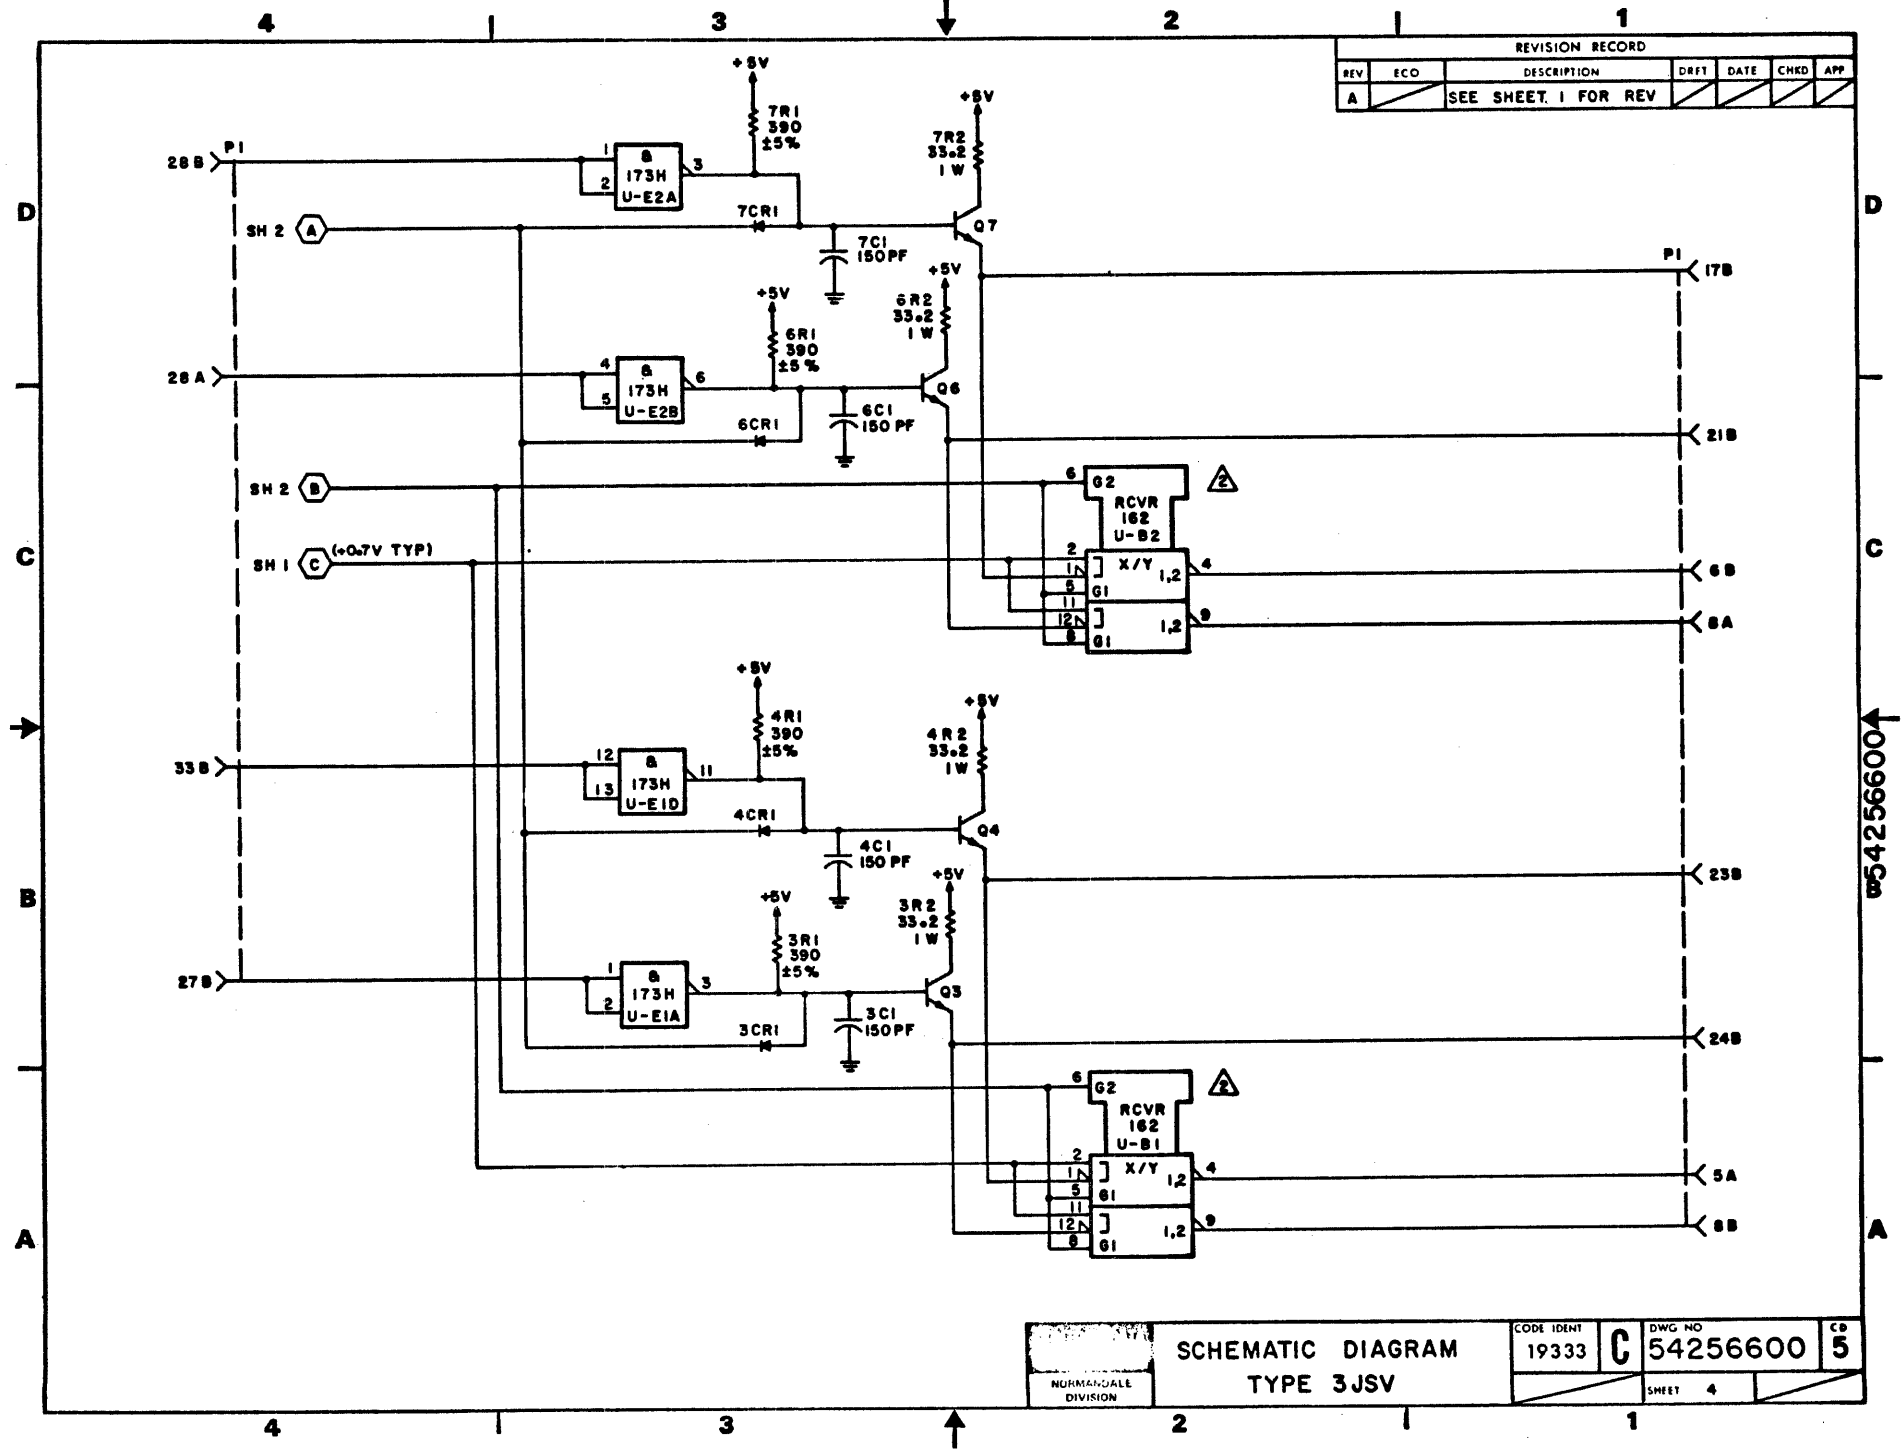 4 3 2 1
REVISION RECORD
REV ECO DESCRIPTION DRFT DATE CHKD APP
A SEE SHEET 1 FOR REV
D
D
C
C
B
B
A
A
+5V
7R1
390
±5%
+5V
7R2
33.2
1 W
28B P1
1
2
&
173H
U-E2A
3
SH 2 A
7CR1
Q7
7C1
150PF
P1 17B
+5V
6R1
390
±5%
+5V
6R2
33.2
1 W
28A
4
5
&
173H
U-E2B
6
Q6
6CR1
6C1
150 PF
21B
SH 2 B
6 G2
RCVR
162
U-B2
2
SH 1 C (+0.7V TYP)
2
1
5
X/Y
1,2
G1
4
6B
11
12
8
1,2
G1
9
8A
+5V
4R1
390
±5%
+5V
4R2
33.2
1W
33B
12
13
&
173H
U-E1D
11
4CR1
Q4
4C1
150 PF
23B
+5V
3R1
390
±5%
+5V
3R2
33.2
1 W
27B
1
2
&
173H
U-E1A
3
Q3
3CR1
3C1
150PF
24B
6 G2
RCVR
162
U-B1
2
2
1
5
X/Y
1,2
G1
4
5A
11
12
8
1,2
G1
9
8B
54256600
NORMANDALE
DIVISION
SCHEMATIC DIAGRAM
TYPE 3JSV
CODE IDENT
19333
C
DWG NO
54256600
CD
5
SHEET 4
4 3 2 1